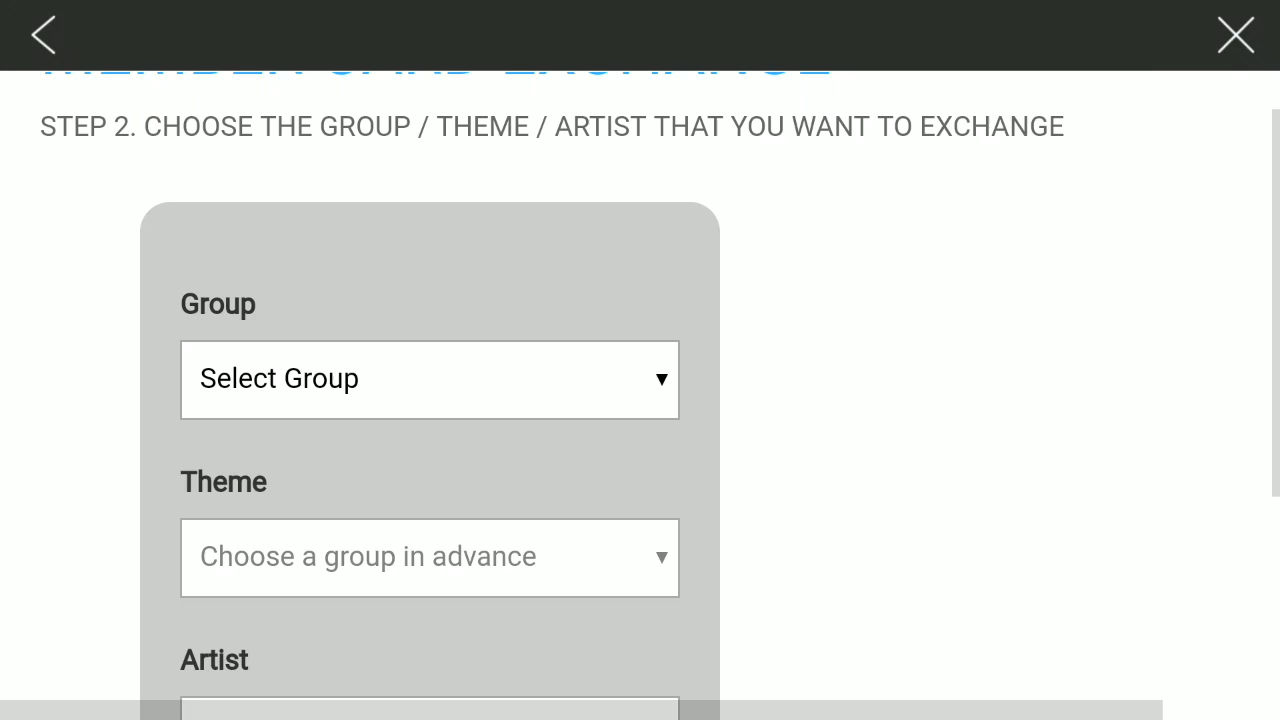 STEP 2. CHOOSE THE GROUP / THEME / ARTIST THAT YOU WANT TO EXCHANGE
Group
Select Group
Theme
Choose a group in advance
Artist